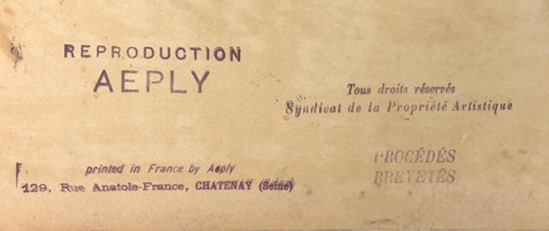 REPRODUCTION
AEPLY
Tous droits réservés
Syndicat de la Propriété Artistique
PROCÉDÉS
BREVETÉS
printed in France by Aeply
129, Rue Anatole-France, CHATENAY (Seine)